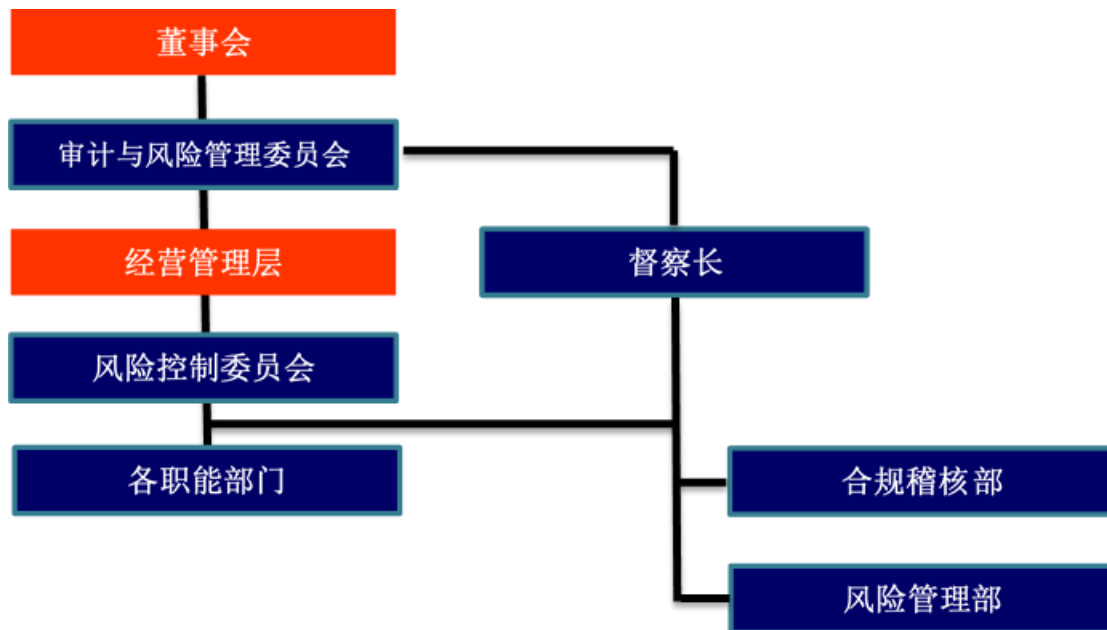 董事会
审计与风险管理委员会
经营管理层
督察长
风险控制委员会
各职能部门
合规稽核部
风险管理部